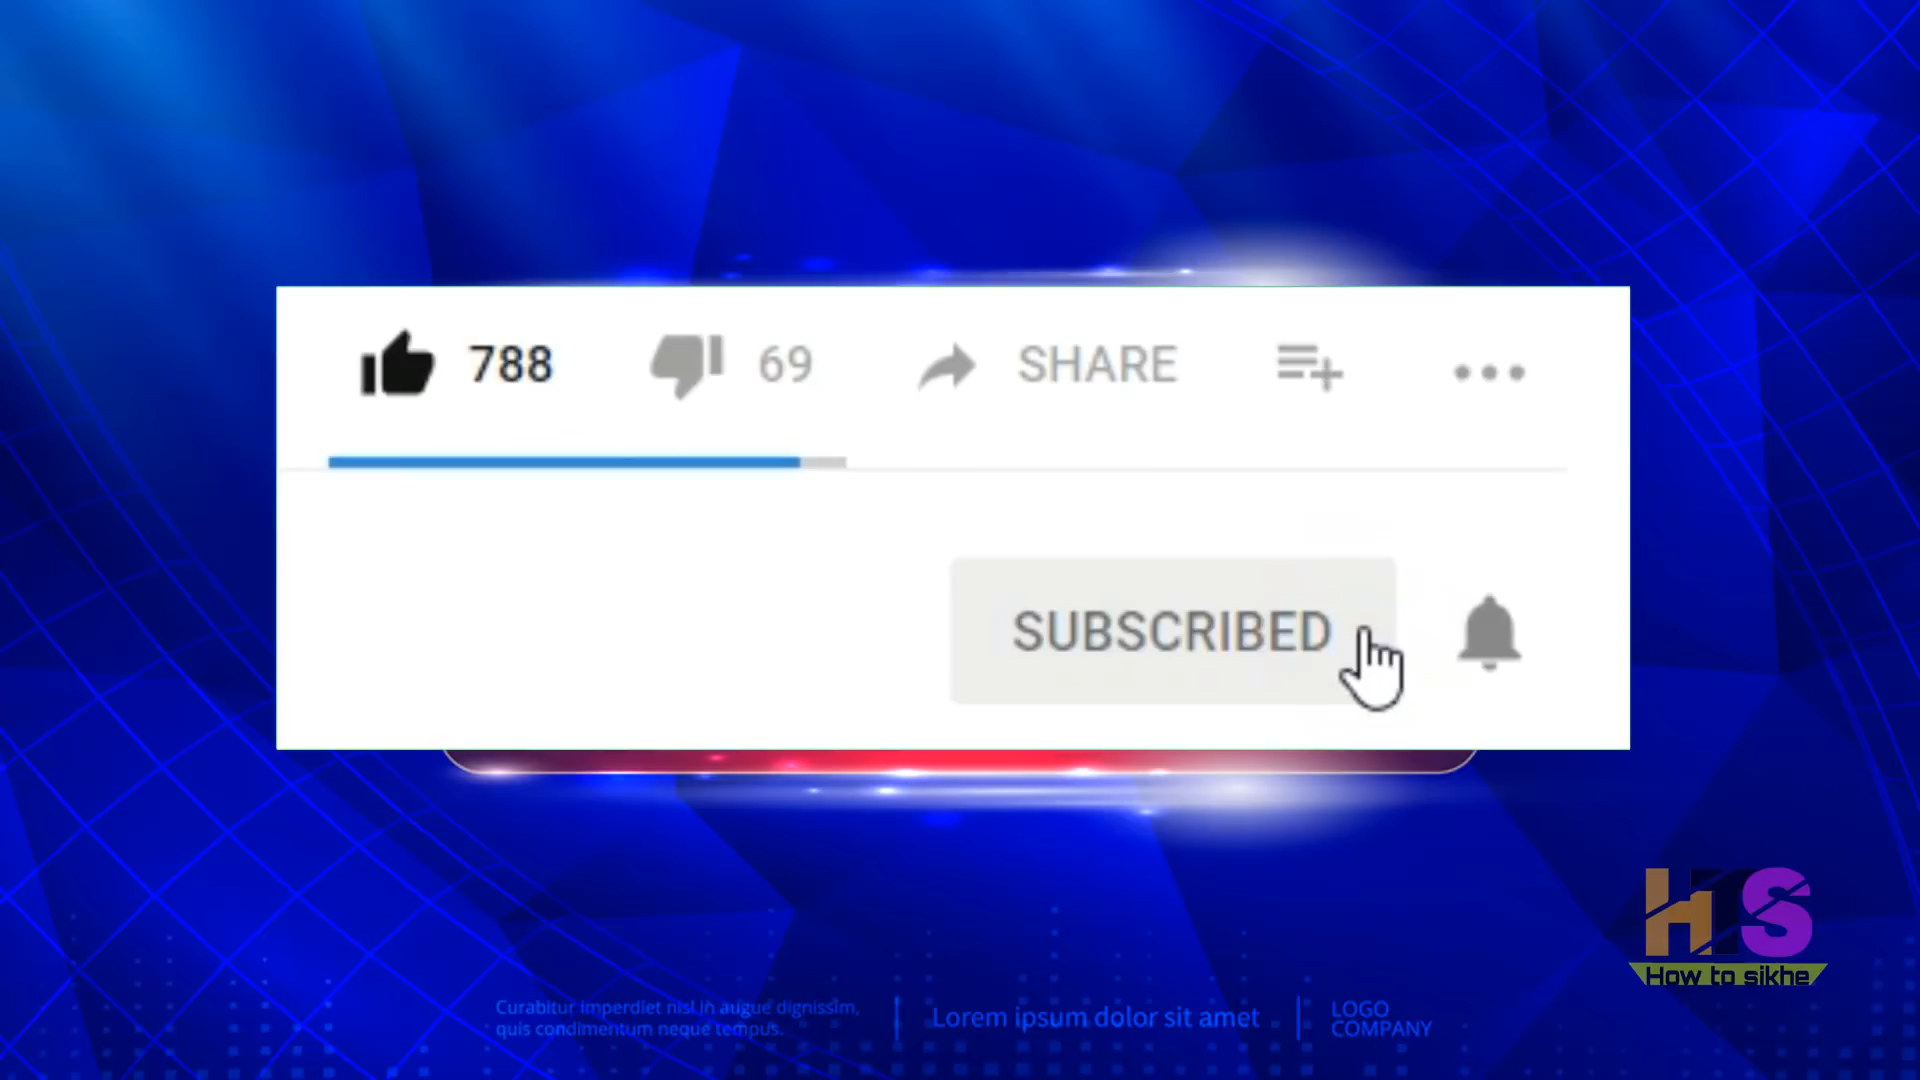 788 69 SHARE
SUBSCRIBED
HTS
How to sikhe
Curabitur imperdiet nisl in augue dignissim,
quis condimentum neque tempus.
Lorem ipsum dolor sit amet
LOGO
COMPANY